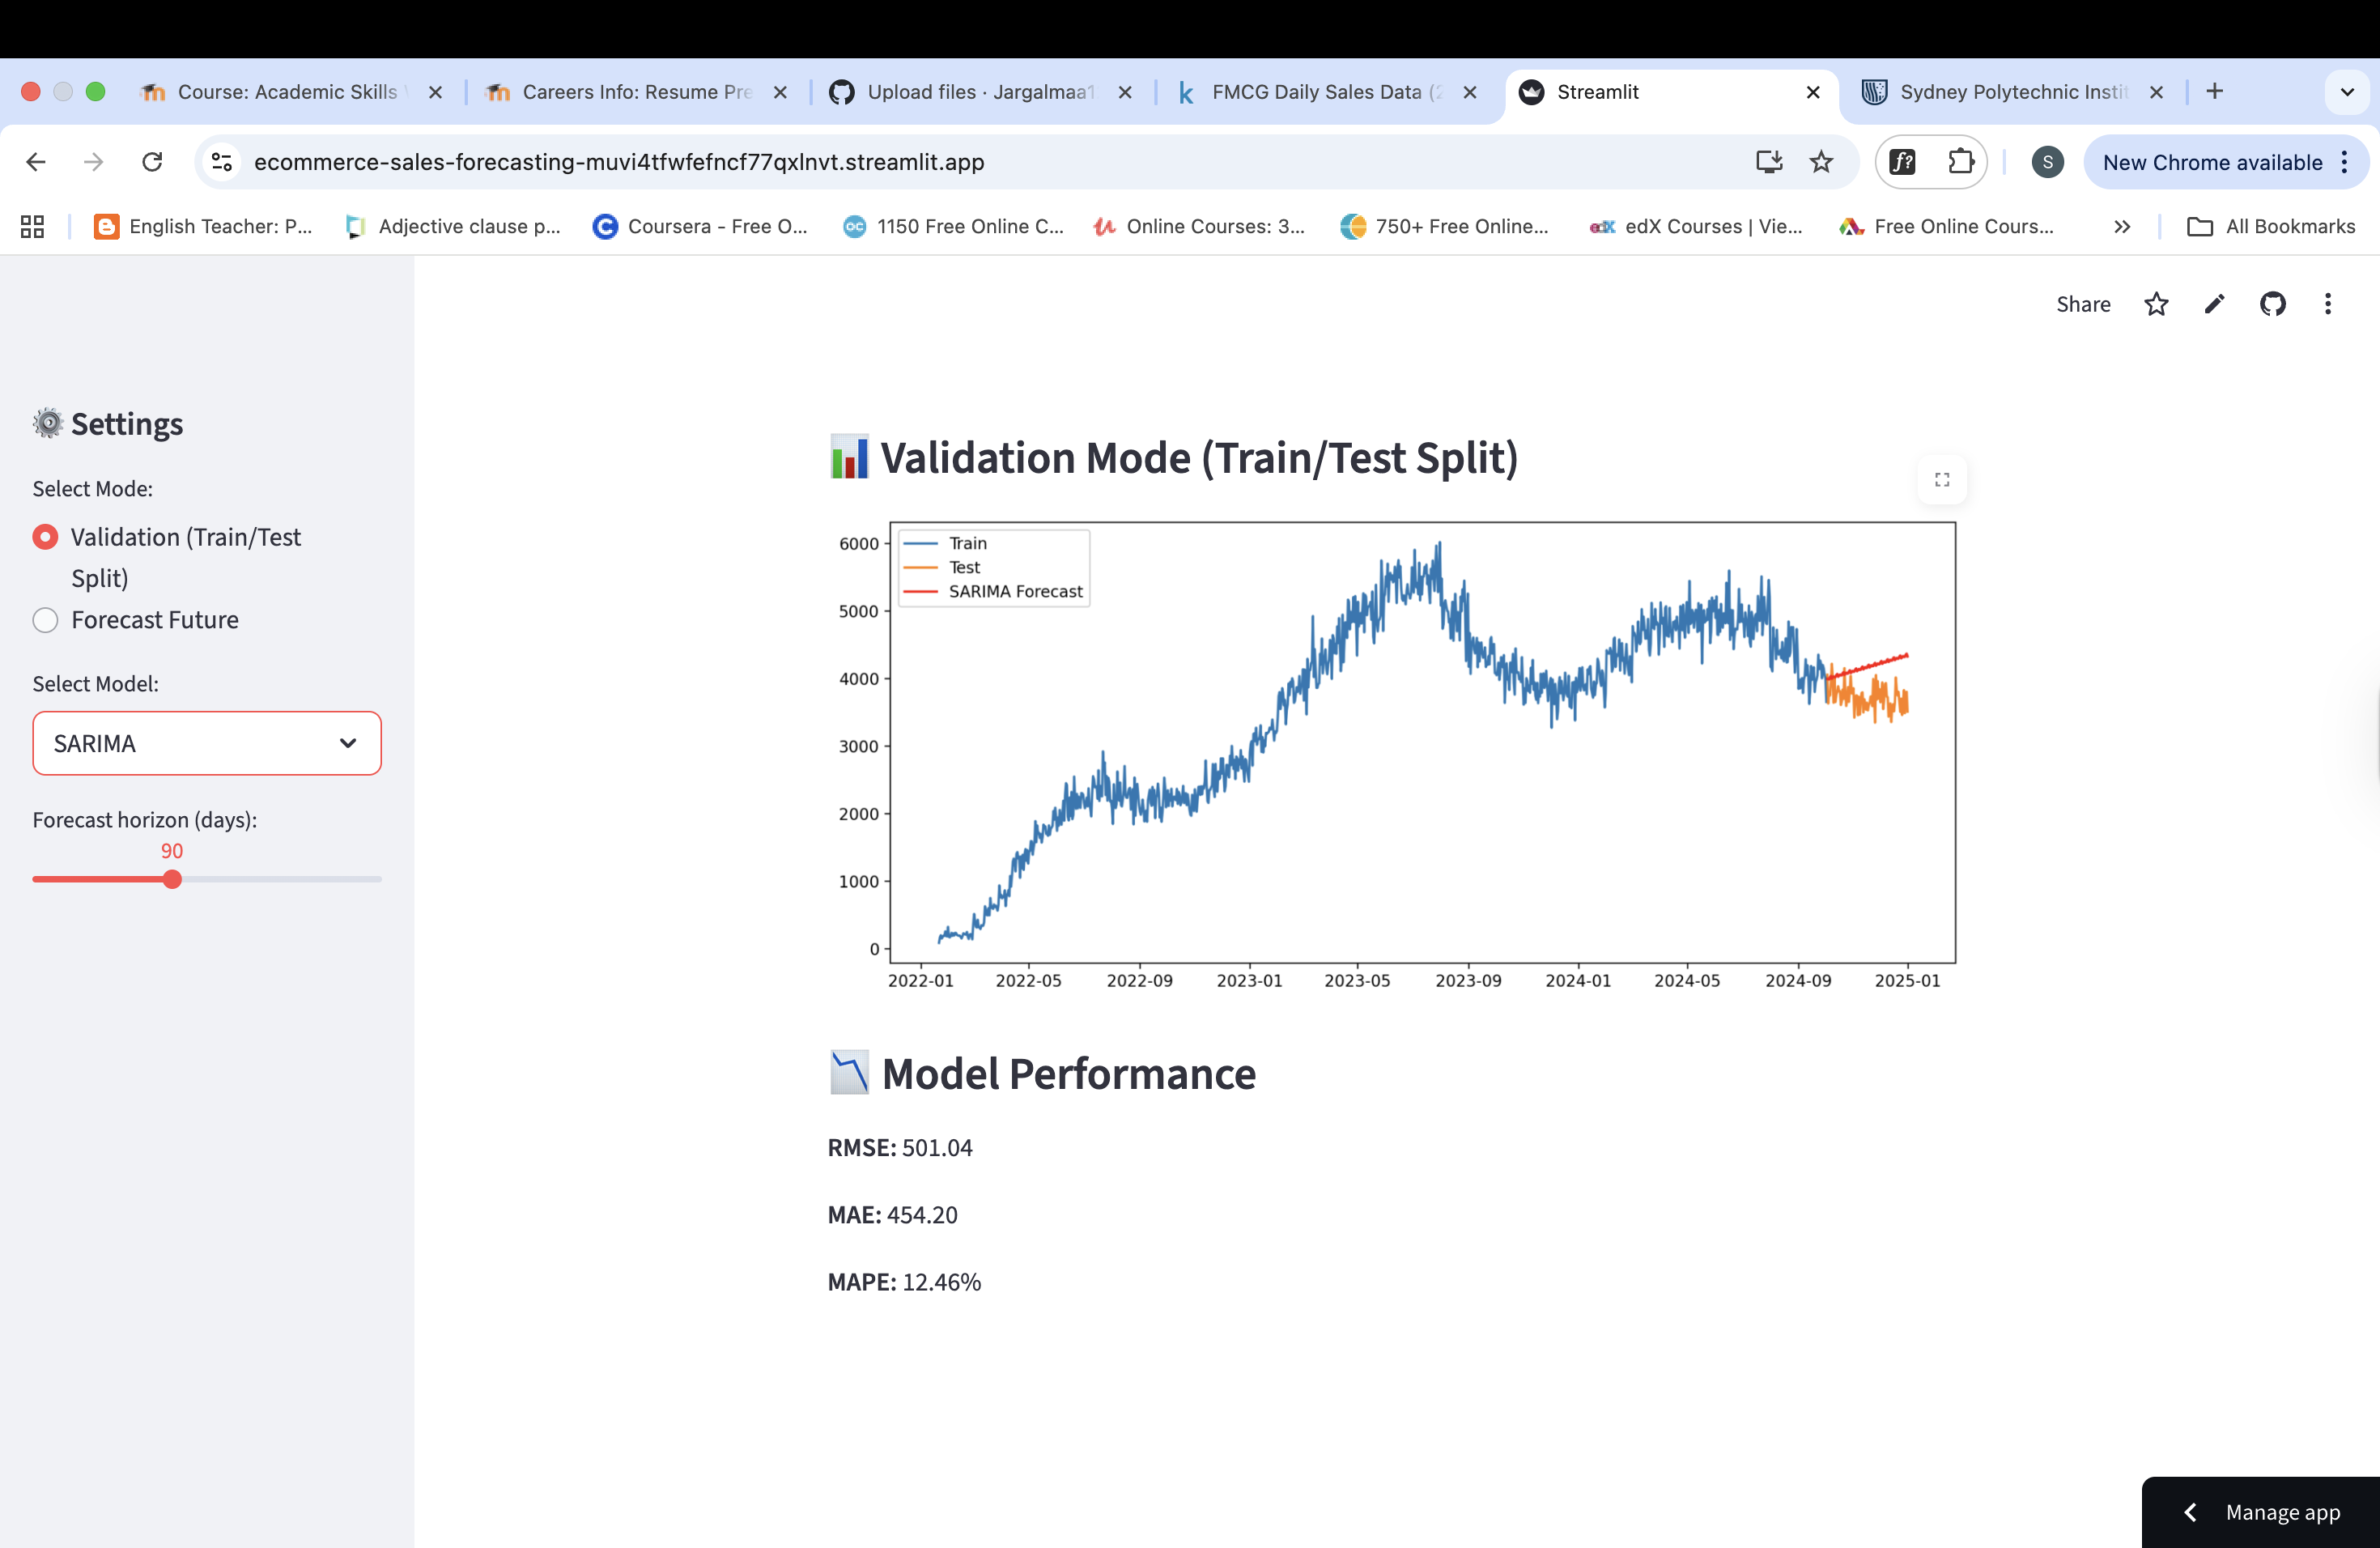 Course: Academic Skills
Careers Info: Resume Pre
Upload files · Jargalmaa1
FMCG Daily Sales Data (2
Streamlit
Sydney Polytechnic Instit
ecommerce-sales-forecasting-muvi4tfwfefncf77qxlnvt.streamlit.app
f?
S
New Chrome available
English Teacher: P...
Adjective clause p...
Coursera - Free O...
1150 Free Online C...
Online Courses: 3...
750+ Free Online...
edX Courses | Vie...
Free Online Cours...
All Bookmarks
Share
Settings
Select Mode:
Validation (Train/Test
Split)
Forecast Future
Select Model:
SARIMA
Forecast horizon (days):
90
Validation Mode (Train/Test Split)
Train
Test
SARIMA Forecast
6000
5000
4000
3000
2000
1000
0
2022-01 2022-05 2022-09 2023-01 2023-05 2023-09 2024-01 2024-05 2024-09 2025-01
Model Performance
RMSE: 501.04
MAE: 454.20
MAPE: 12.46%
Manage app